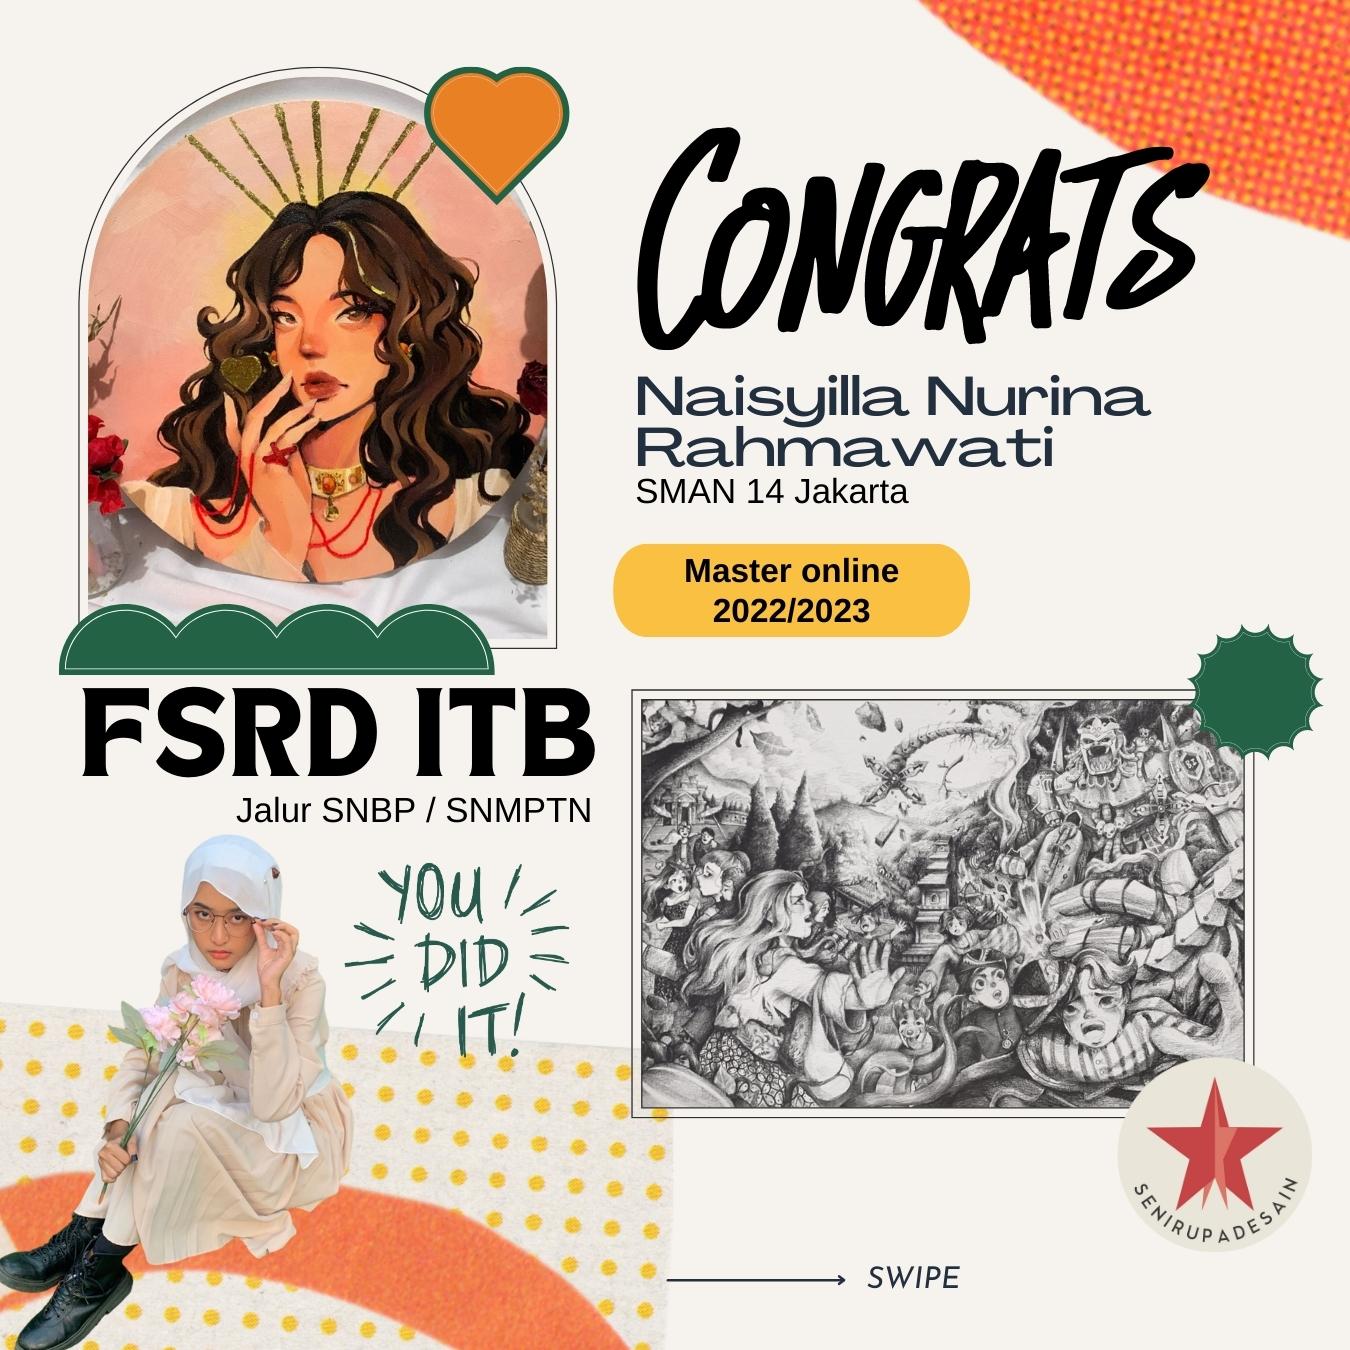 CONGRATS
Naisyilla Nurina
Rahmawati
SMAN 14 Jakarta
Master online
2022/2023
FSRD ITB
Jalur SNBP / SNMPTN
YOU
DID
IT!
SENIRUPADESAIN
SWIPE